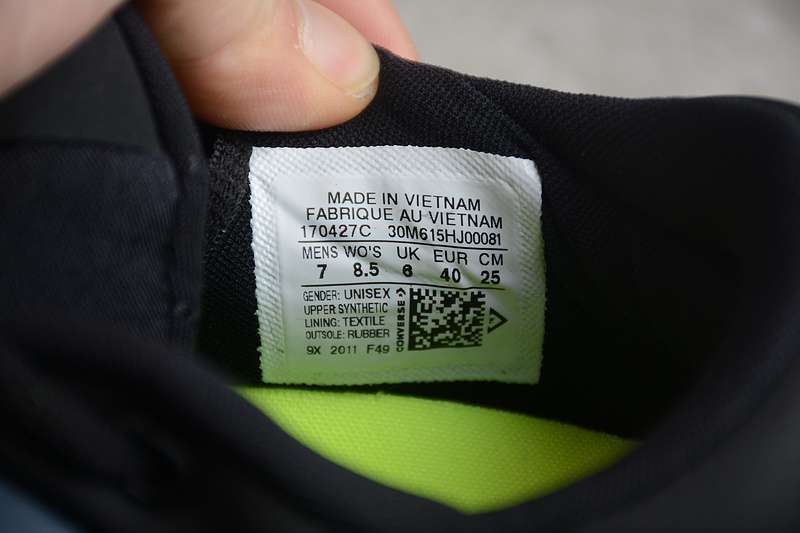 MADE IN VIETNAM
FABRIQUE AU VIETNAM
170427C 30M615HJ00081
MENS WO'S UK EUR CM
7 8.5 6 40 25
GENDER: UNISEX
UPPER SYNTHETIC
LINING: TEXTILE
OUTSOLE: RUBBER
9X 2011 F49
CONVERSE